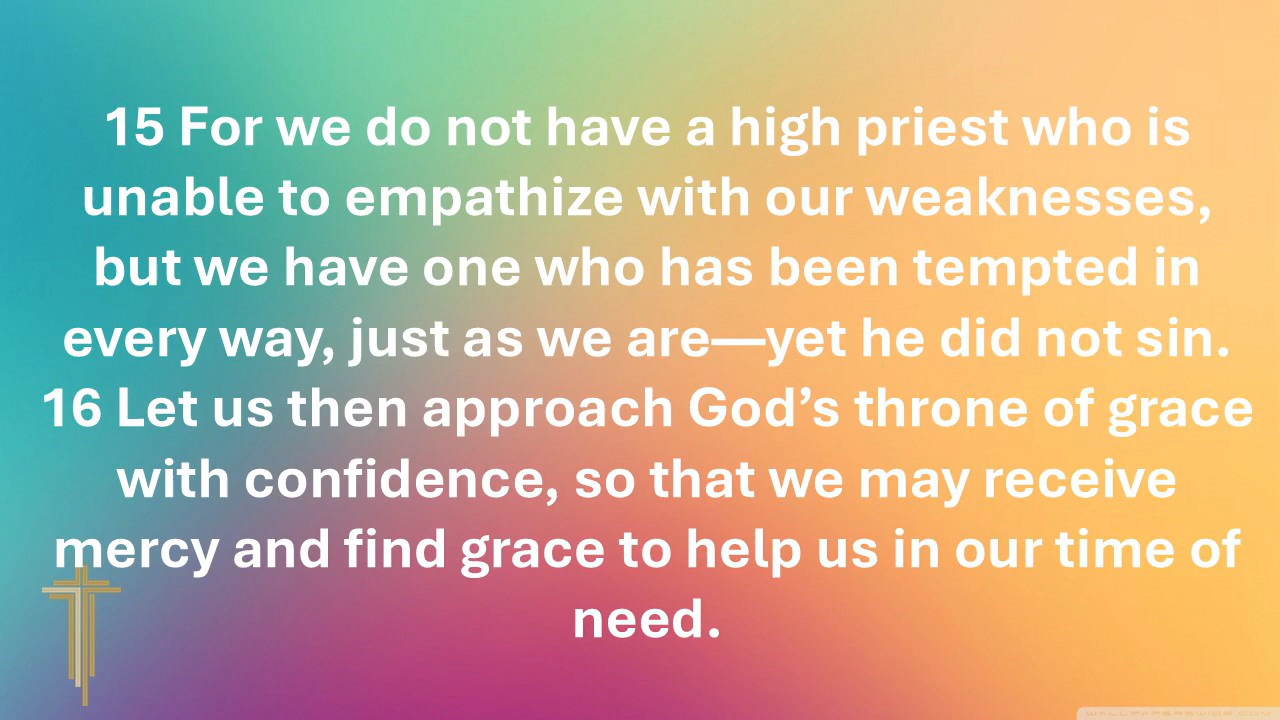 15 For we do not have a high priest who is
unable to empathize with our weaknesses,
but we have one who has been tempted in
every way, just as we are—yet he did not sin.
16 Let us then approach God’s throne of grace
with confidence, so that we may receive
mercy and find grace to help us in our time of
need.
WALLPAPERSWIDE.COM